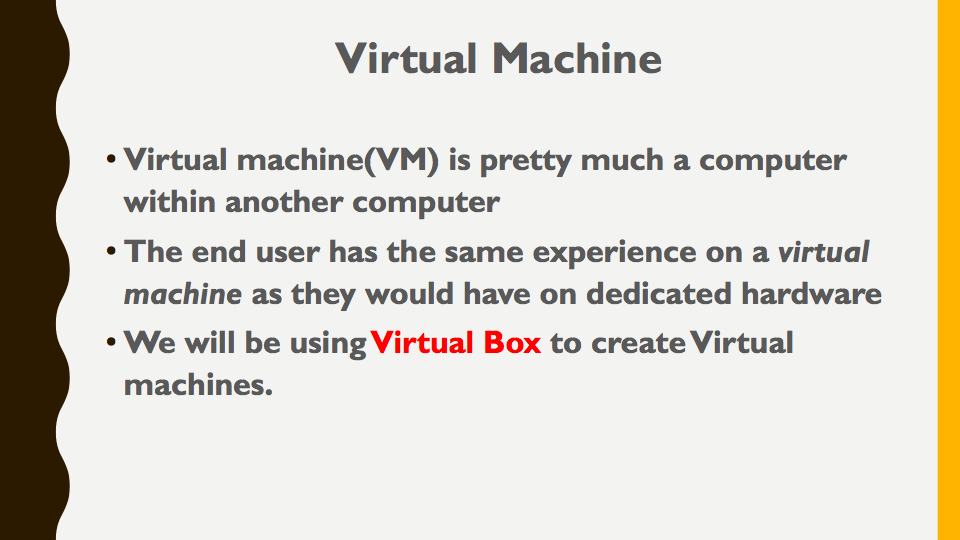 Virtual Machine
• Virtual machine(VM) is pretty much a computer
within another computer
• The end user has the same experience on a virtual
machine as they would have on dedicated hardware
• We will be using Virtual Box to create Virtual
machines.